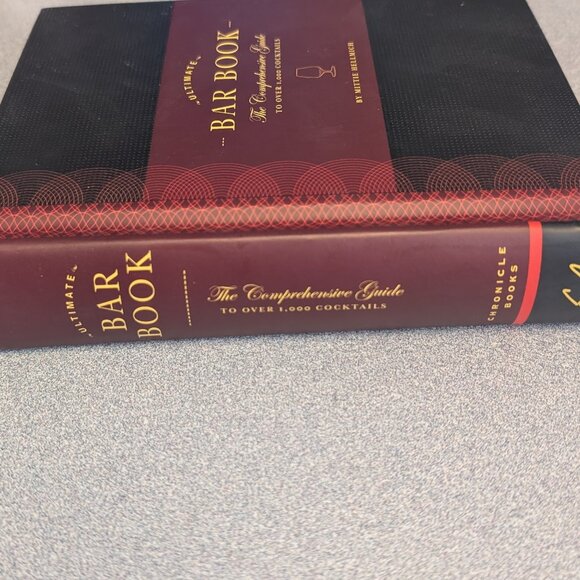 ULTIMATE
BAR BOOK
The Comprehensive Guide
TO OVER 1,000 COCKTAILS
BY MITTIE HELLMICH
ULTIMATE
BAR
BOOK
The Comprehensive Guide
TO OVER 1,000 COCKTAILS
CHRONICLE
BOOKS